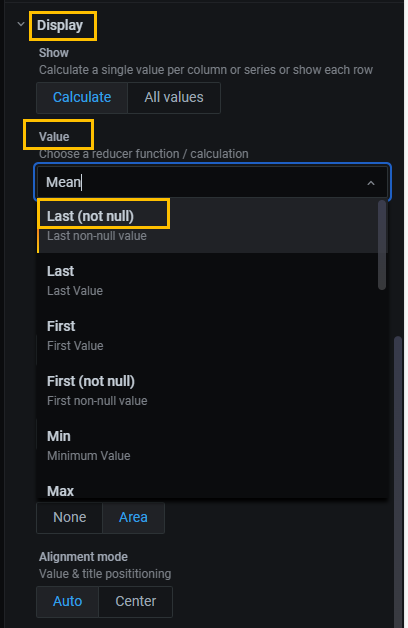 Display
Show
Calculate a single value per column or series or show each row
Calculate All values
Value
Choose a reducer function / calculation
Mean
Last (not null)
Last non-null value
Last
Last Value
First
First Value
First (not null)
First non-null value
Min
Minimum Value
Max
None Area
Alignment mode
Value & title posititioning
Auto Center